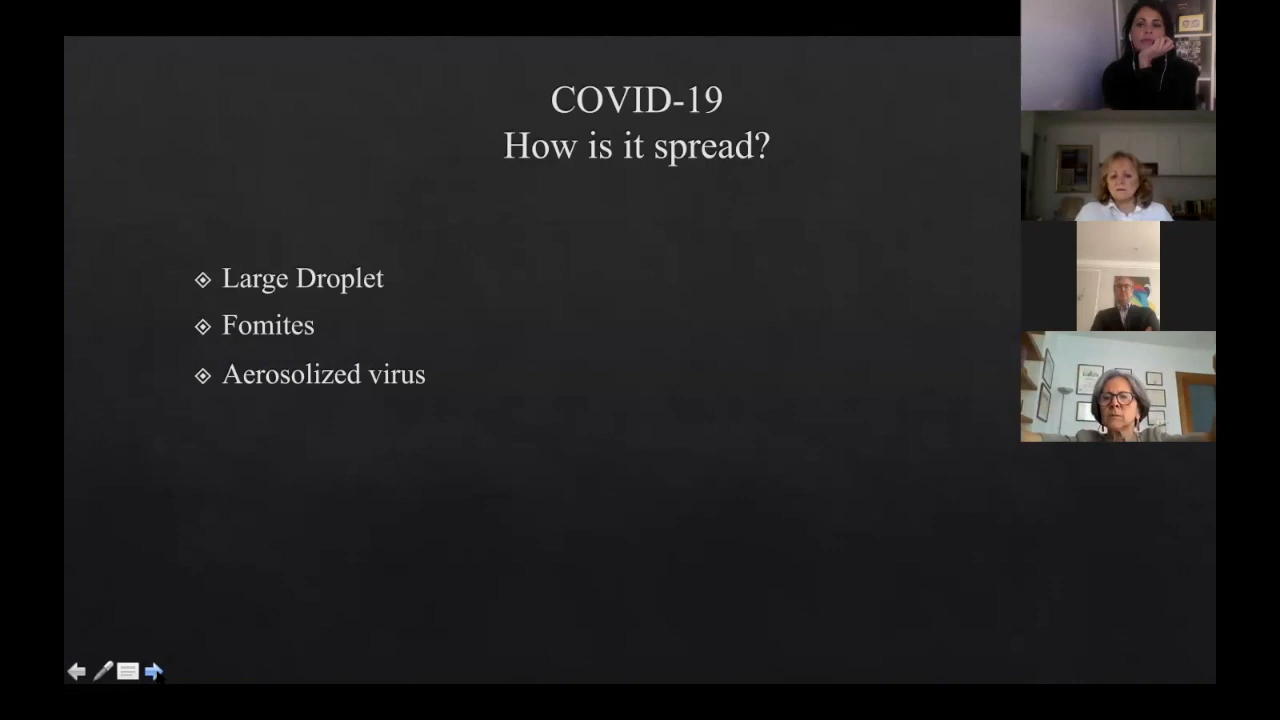 COVID-19
How is it spread?
Large Droplet
Fomites
Aerosolized virus